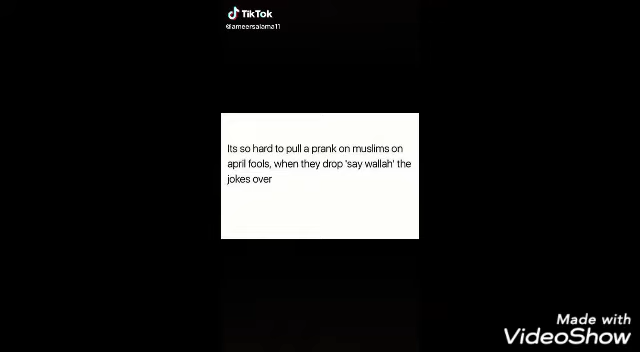 TikTok
@ameersalama11
Its so hard to pull a prank on muslims on
april fools, when they drop 'say wallah' the
jokes over
Made with
VideoShow